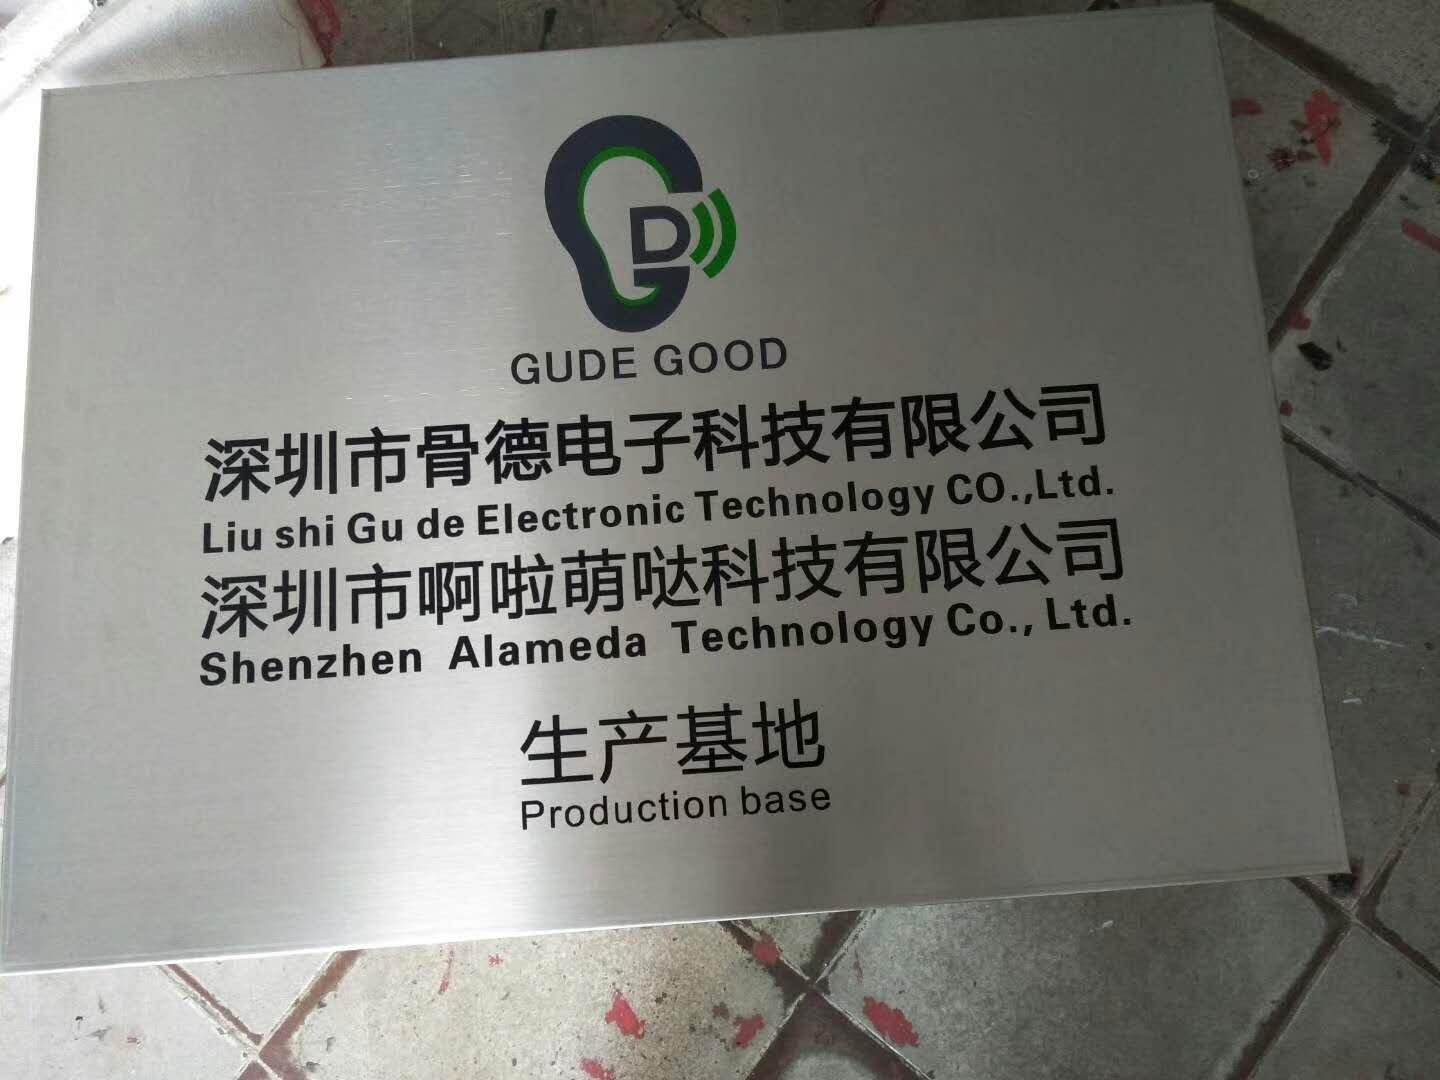 GD
GUDE GOOD
深圳市骨德电子科技有限公司
Liu shi Gu de Electronic Technology CO.,Ltd.
深圳市啊啦萌哒科技有限公司
Shenzhen Alameda Technology Co., Ltd.
生产基地
Production base